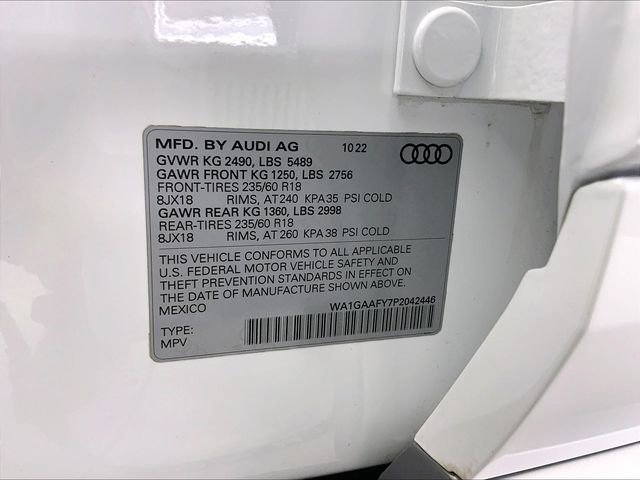 MFD. BY AUDI AG 10 22
GVWR KG 2490, LBS 5489
GAWR FRONT KG 1250, LBS 2756
FRONT-TIRES 235/60 R18
8JX18 RIMS, AT 240 KPA 35 PSI COLD
GAWR REAR KG 1360, LBS 2998
REAR-TIRES 235/60 R18
8JX18 RIMS, AT 260 KPA 38 PSI COLD
THIS VEHICLE CONFORMS TO ALL APPLICABLE
U.S. FEDERAL MOTOR VEHICLE SAFETY AND
THEFT PREVENTION STANDARDS IN EFFECT ON
THE DATE OF MANUFACTURE SHOWN ABOVE.
MEXICO WA1GAAFY7P2042446
TYPE:
MPV